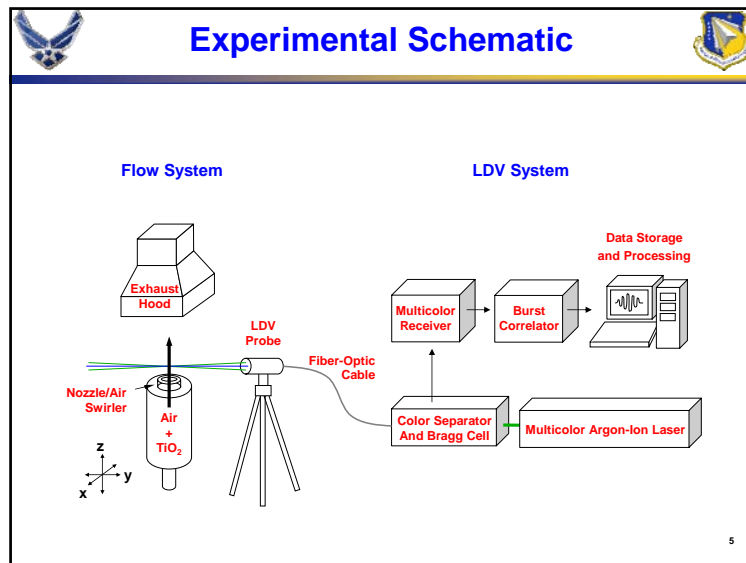 Experimental Schematic
Flow System
LDV System
Exhaust
Hood
LDV
Probe
Fiber-Optic
Cable
Nozzle/Air
Swirler
Air
+
TiO₂
z
y
x
Multicolor
Receiver
Burst
Correlator
Data Storage
and Processing
Color Separator
And Bragg Cell
Multicolor Argon-Ion Laser
5